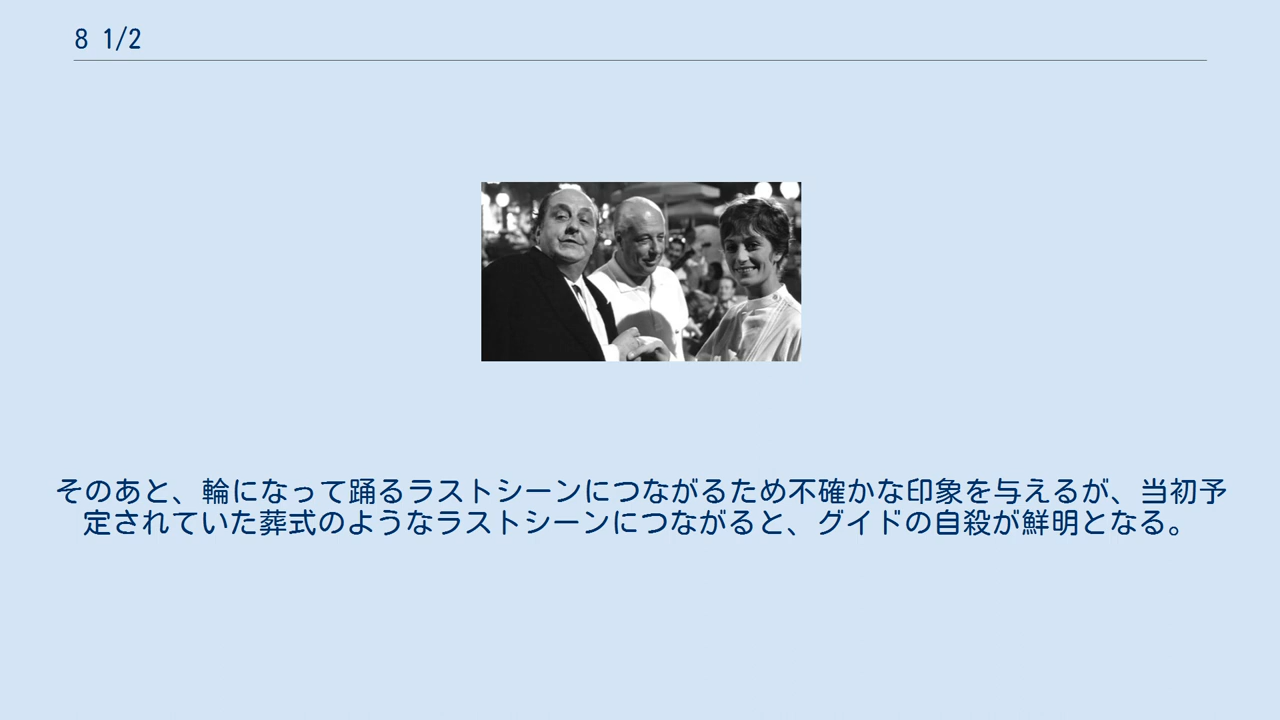 8 1/2
そのあと、輪になって踊るラストシーンにつながるため不確かな印象を与えるが、当初予
定されていた葬式のようなラストシーンにつながると、グイドの自殺が鮮明となる。